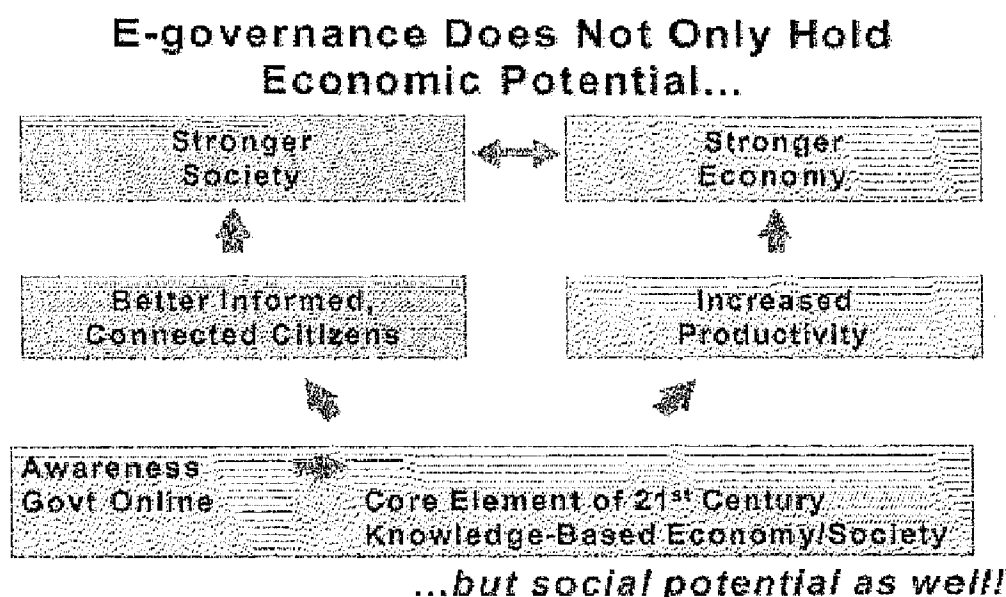 E-governance Does Not Only Hold
Economic Potential...
Stronger
Society
Stronger
Economy
Better Informed,
Connected Citizens
Increased
Productivity
Awareness
Govt Online
Core Element of 21st Century
Knowledge-Based Economy/Society
...but social potential as well!